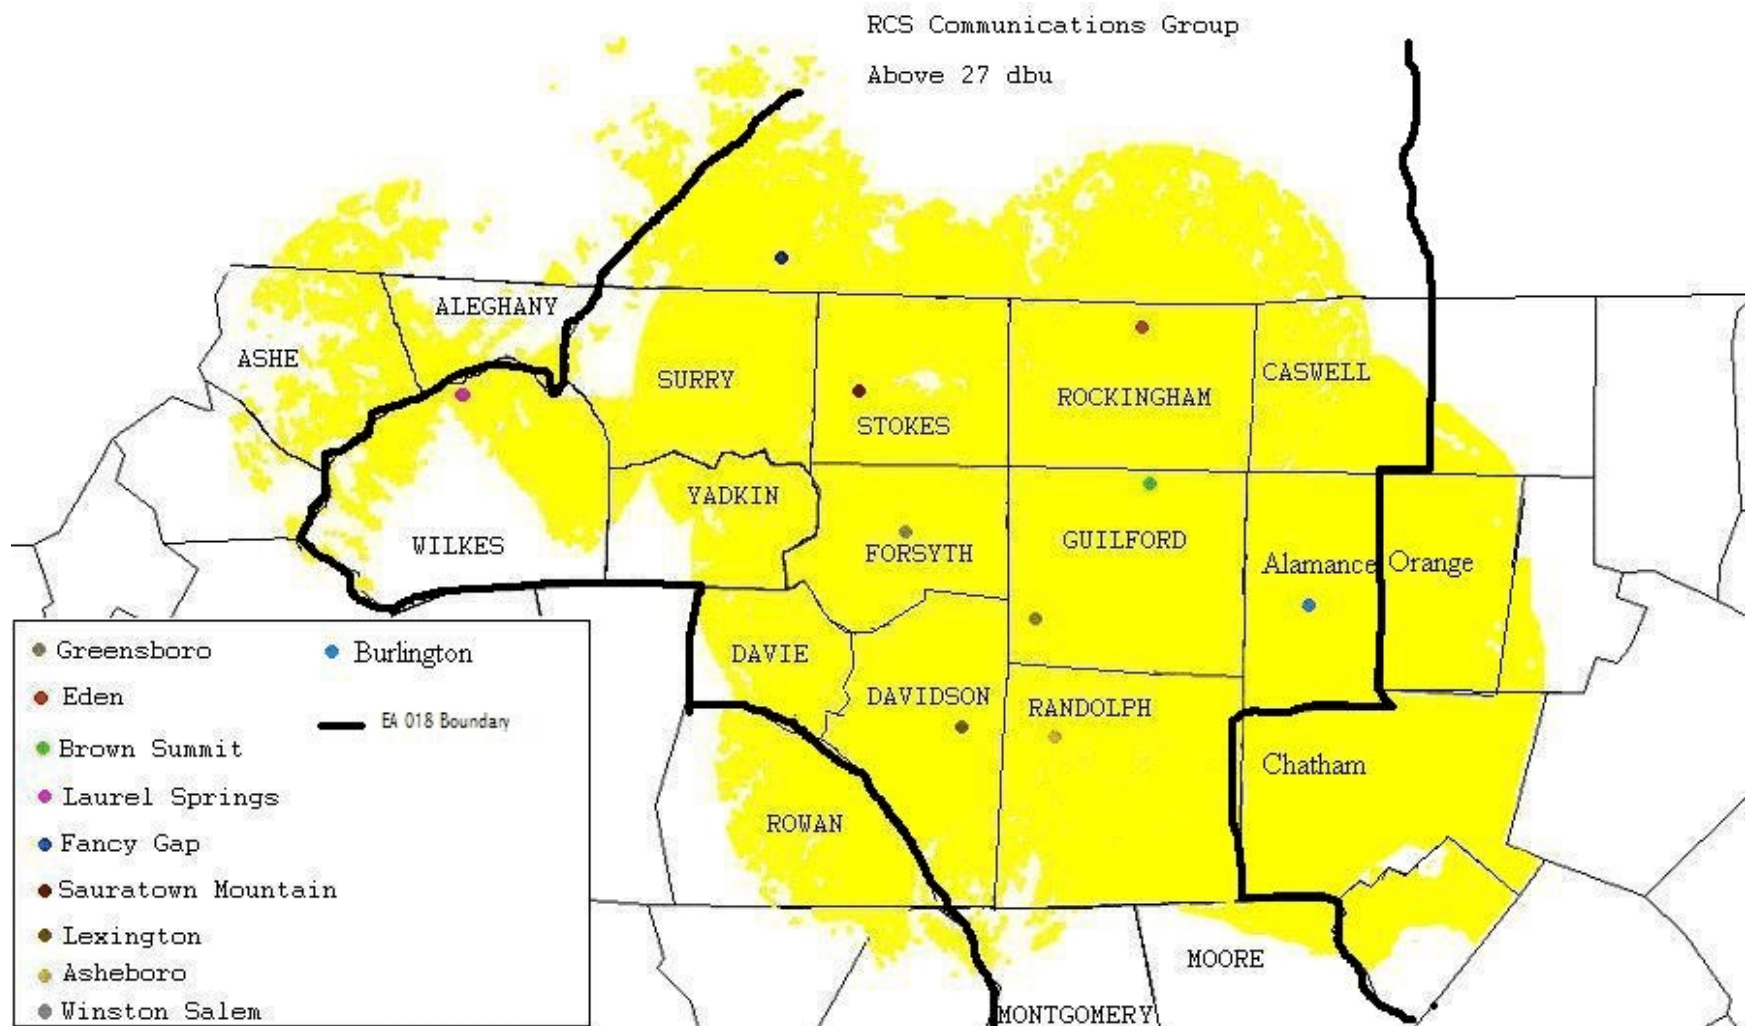 RCS Communications Group
Above 27 dbu
ALEGHANY
ASHE
SURRY
CASWELL
ROCKINGHAM
STOKES
YADKIN
WILKES
FORSYTH
GUILFORD
Alamance
Orange
DAVIE
DAVIDSON
RANDOLPH
Chatham
ROWAN
MOORE
MONTGOMERY
Greensboro
Burlington
Eden
EA 018 Boundary
Brown Summit
Laurel Springs
Fancy Gap
Sauratown Mountain
Lexington
Asheboro
Winston Salem